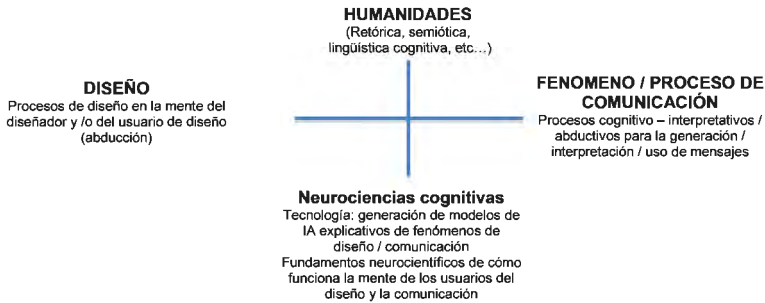 HUMANIDADES
(Retórica, semiótica,
lingüística cognitiva, etc…)
DISEÑO
Procesos de diseño en la mente del
diseñador y /o del usuario de diseño
(abducción)
FENOMENO / PROCESO DE
COMUNICACIÓN
Procesos cognitivo – interpretativos /
abductivos para la generación /
interpretación / uso de mensajes
Neurociencias cognitivas
Tecnología: generación de modelos de
IA explicativos de fenómenos de
diseño / comunicación
Fundamentos neurocientíficos de cómo
funciona la mente de los usuarios del
diseño y la comunicación